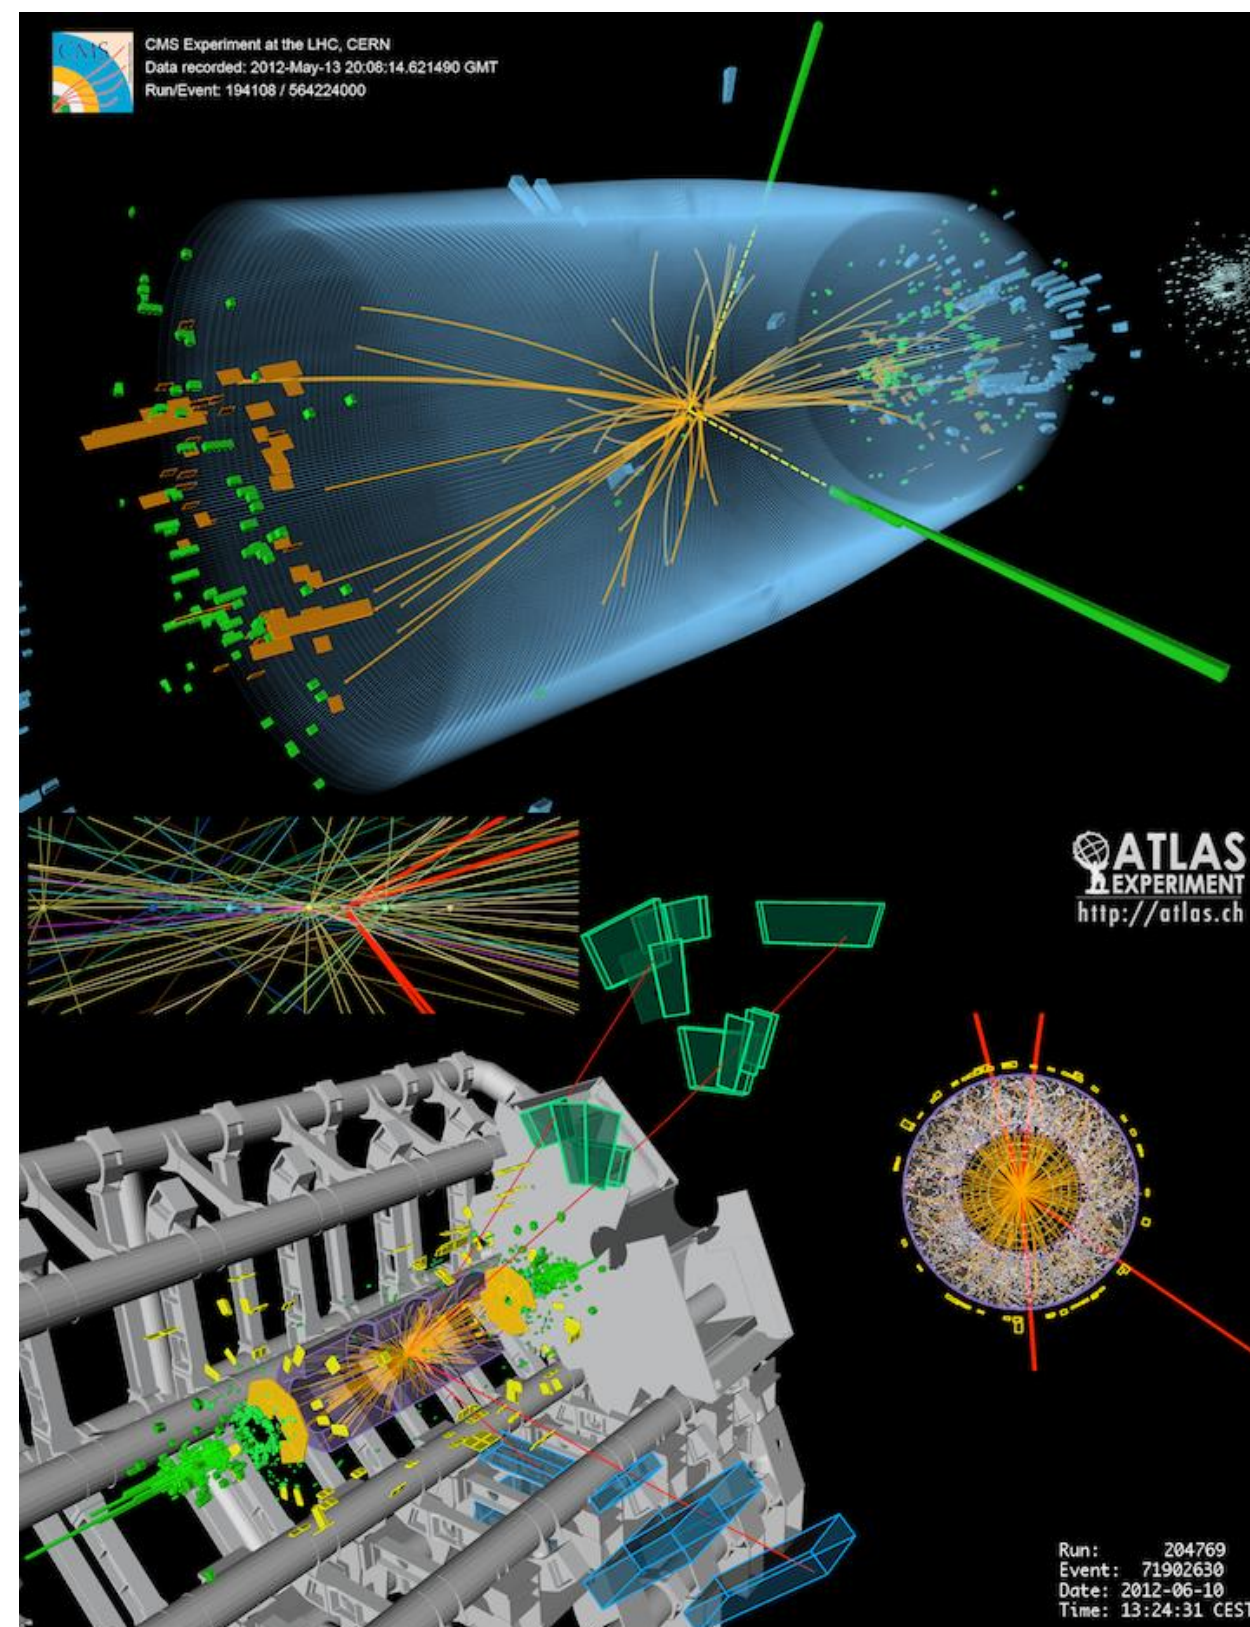 CMS
CMS Experiment at the LHC, CERN
Data recorded: 2012-May-13 20:08:14.621490 GMT
Run/Event: 194108 / 564224000
ATLAS
EXPERIMENT
http://atlas.ch
Run: 204769
Event: 71902630
Date: 2012-06-10
Time: 13:24:31 CEST